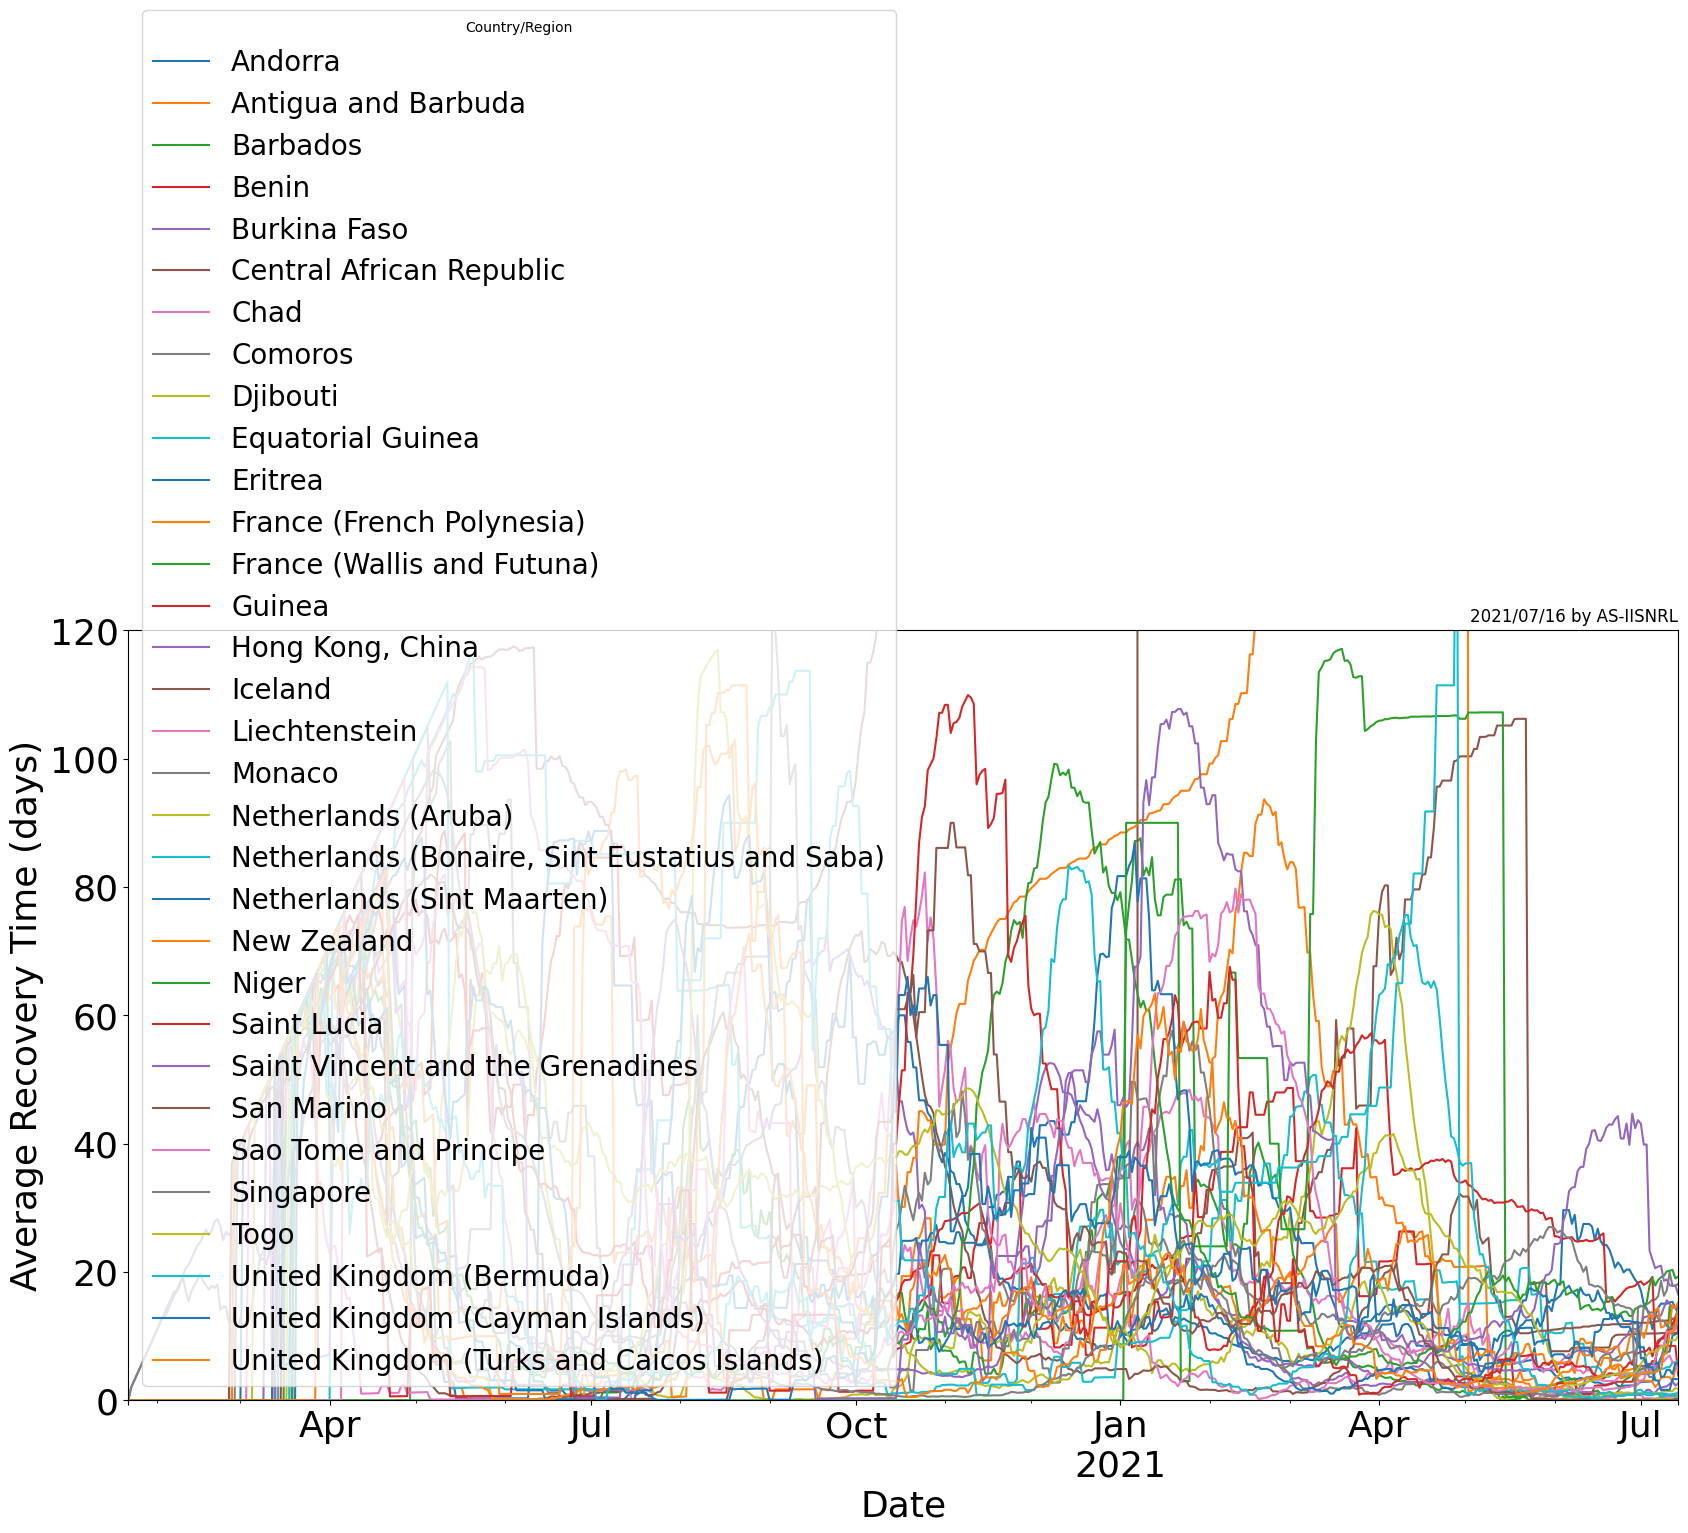 Country/Region
Andorra
Antigua and Barbuda
Barbados
Benin
Burkina Faso
Central African Republic
Chad
Comoros
Djibouti
Equatorial Guinea
Eritrea
France (French Polynesia)
France (Wallis and Futuna)
Guinea
Hong Kong, China
Iceland
Liechtenstein
Monaco
Netherlands (Aruba)
Netherlands (Bonaire, Sint Eustatius and Saba)
Netherlands (Sint Maarten)
New Zealand
Niger
Saint Lucia
Saint Vincent and the Grenadines
San Marino
Sao Tome and Principe
Singapore
Togo
United Kingdom (Bermuda)
United Kingdom (Cayman Islands)
United Kingdom (Turks and Caicos Islands)
2021/07/16 by AS-IISNRL
Average Recovery Time (days)
120
100
80
60
40
20
0
Apr Jul Oct Jan Apr Jul
2021
Date